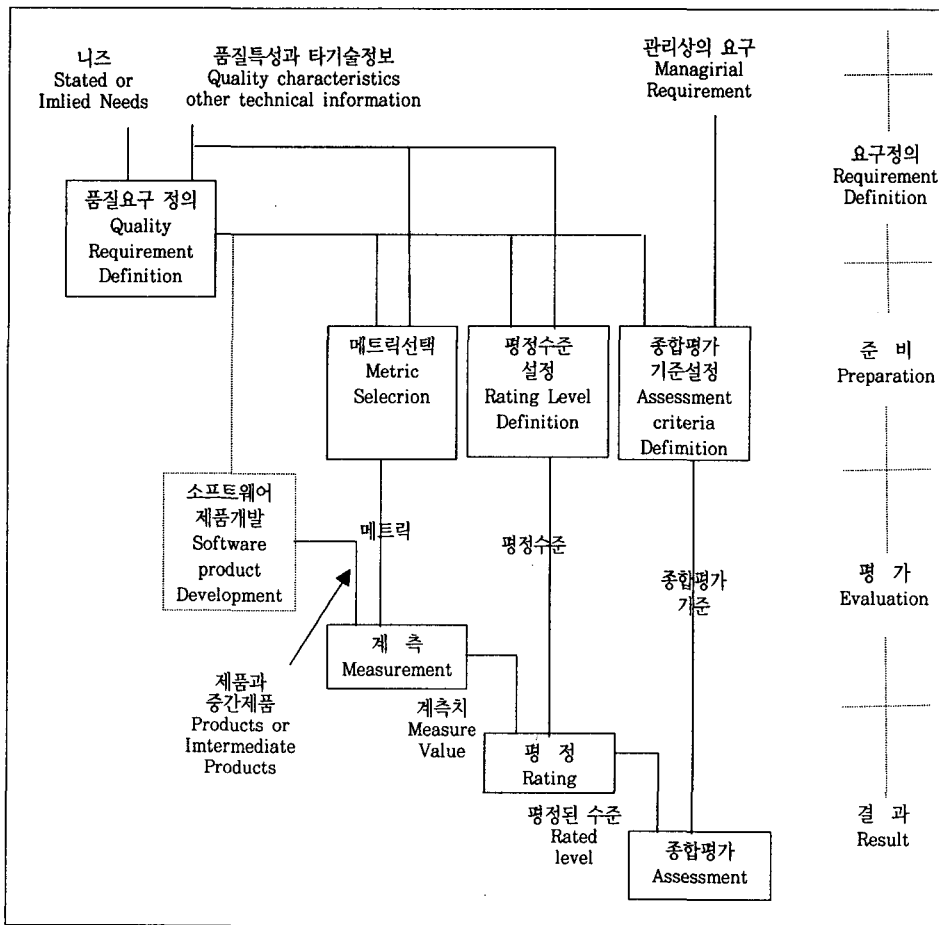 니즈
Stated or
Imlied Needs
품질특성과 타기술정보
Quality characteristics
other technical information
관리상의 요구
Managirial
Requirement
요구정의
Requirement
Definition
품질요구 정의
Quality
Requirement
Definition
메트릭선택
Metric
Selecrion
평정수준
설정
Rating Level
Definition
종합평가
기준설정
Assessment
criteria
Defimition
준 비
Preparation
소프트웨어
제품개발
Software
product
Development
메트릭
평정수준
종합평가
기준
평 가
Evaluation
계 측
Measurement
제품과
중간제품
Products or
Imtermediate
Products
계측치
Measure
Value
평 정
Rating
평정된 수준
Rated
level
종합평가
Assessment
결 과
Result